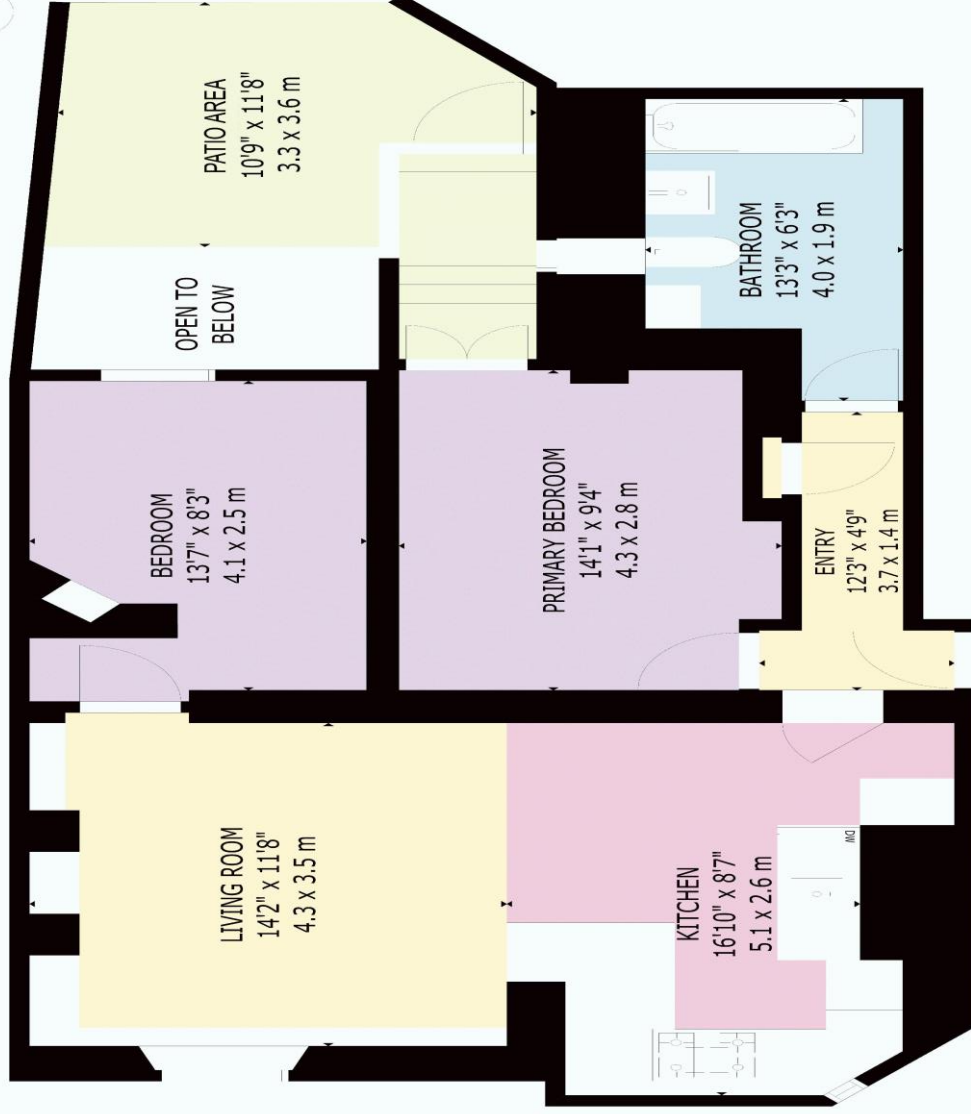 PATIO AREA
10'9" x 11'8"
3.3 x 3.6 m
OPEN TO
BELOW
BATHROOM
13'3" x 6'3"
4.0 x 1.9 m
BEDROOM
13'7" x 8'3"
4.1 x 2.5 m
PRIMARY BEDROOM
14'1" x 9'4"
4.3 x 2.8 m
ENTRY
12'3" x 4'9"
3.7 x 1.4 m
LIVING ROOM
14'2" x 11'8"
4.3 x 3.5 m
KITCHEN
16'10" x 8'7"
5.1 x 2.6 m
DW